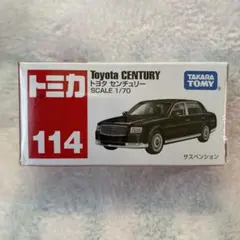 トミカ
114
Toyota CENTURY
トヨタ センチュリー
SCALE 1/70
TAKARA
TOMY
サスペンション